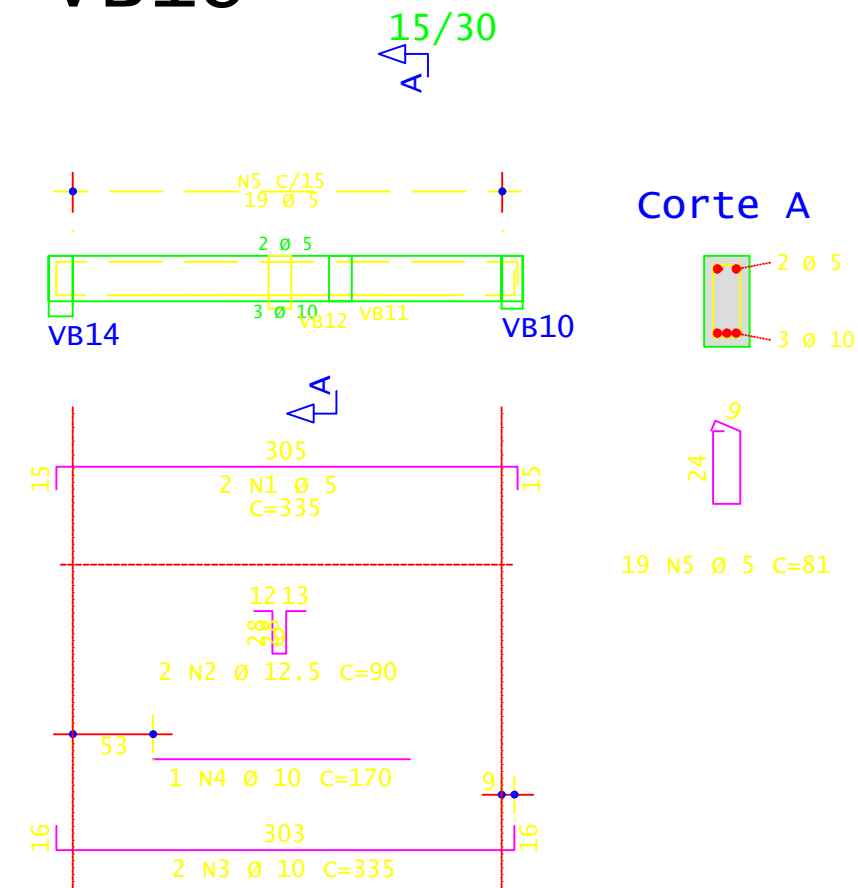 15/30
A
N5 C/15
19 Ø 5
Corte A
2 Ø 5
2 Ø 5
3 Ø 10
VB12
VB11
VB14
VB10
3 Ø 10
A
305
15
15
2 N1 Ø 5
C=335
9
24
19 N5 Ø 5 C=81
12 13
28
28
9
2 N2 Ø 12.5 C=90
53
1 N4 Ø 10 C=170
9
16
303
16
2 N3 Ø 10 C=335